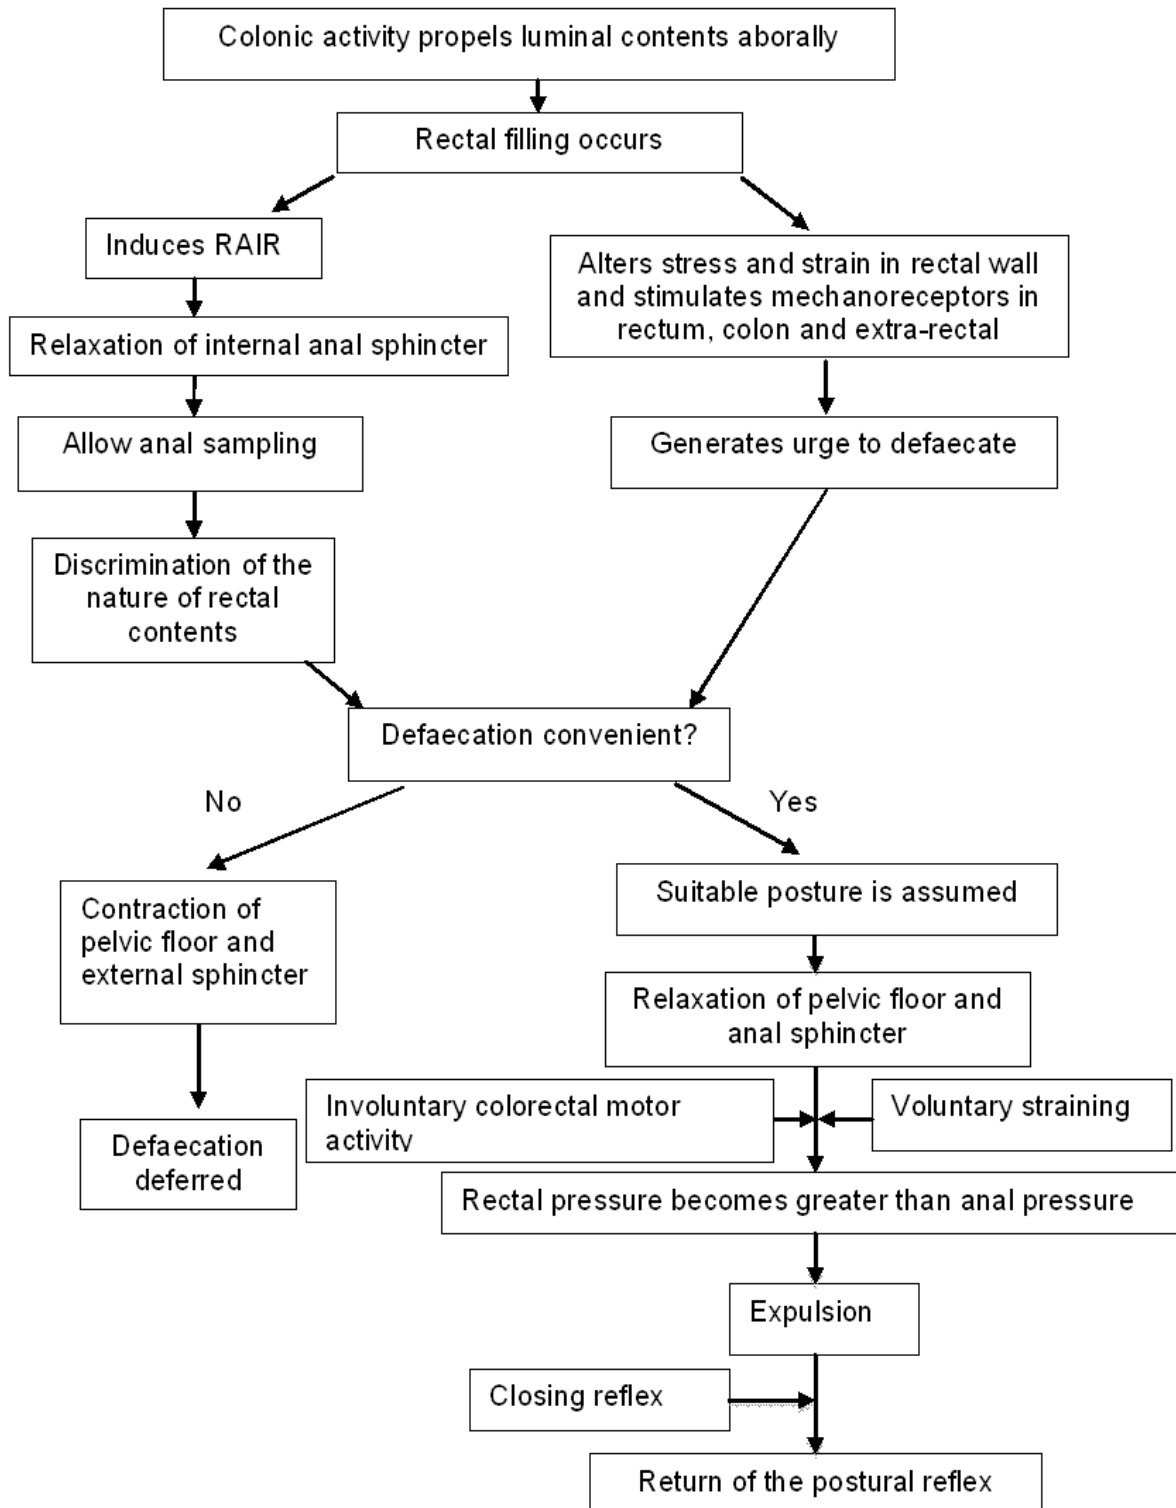 Colonic activity propels luminal contents aborally
Rectal filling occurs
Induces RAIR
Alters stress and strain in rectal wall
and stimulates mechanoreceptors in
rectum, colon and extra-rectal
Relaxation of internal anal sphincter
Allow anal sampling
Generates urge to defaecate
Discrimination of the
nature of rectal
contents
Defaecation convenient?
No
Yes
Contraction of
pelvic floor and
external sphincter
Defaecation
deferred
Suitable posture is assumed
Relaxation of pelvic floor and
anal sphincter
Involuntary colorectal motor
activity
Voluntary straining
Rectal pressure becomes greater than anal pressure
Expulsion
Closing reflex
Return of the postural reflex